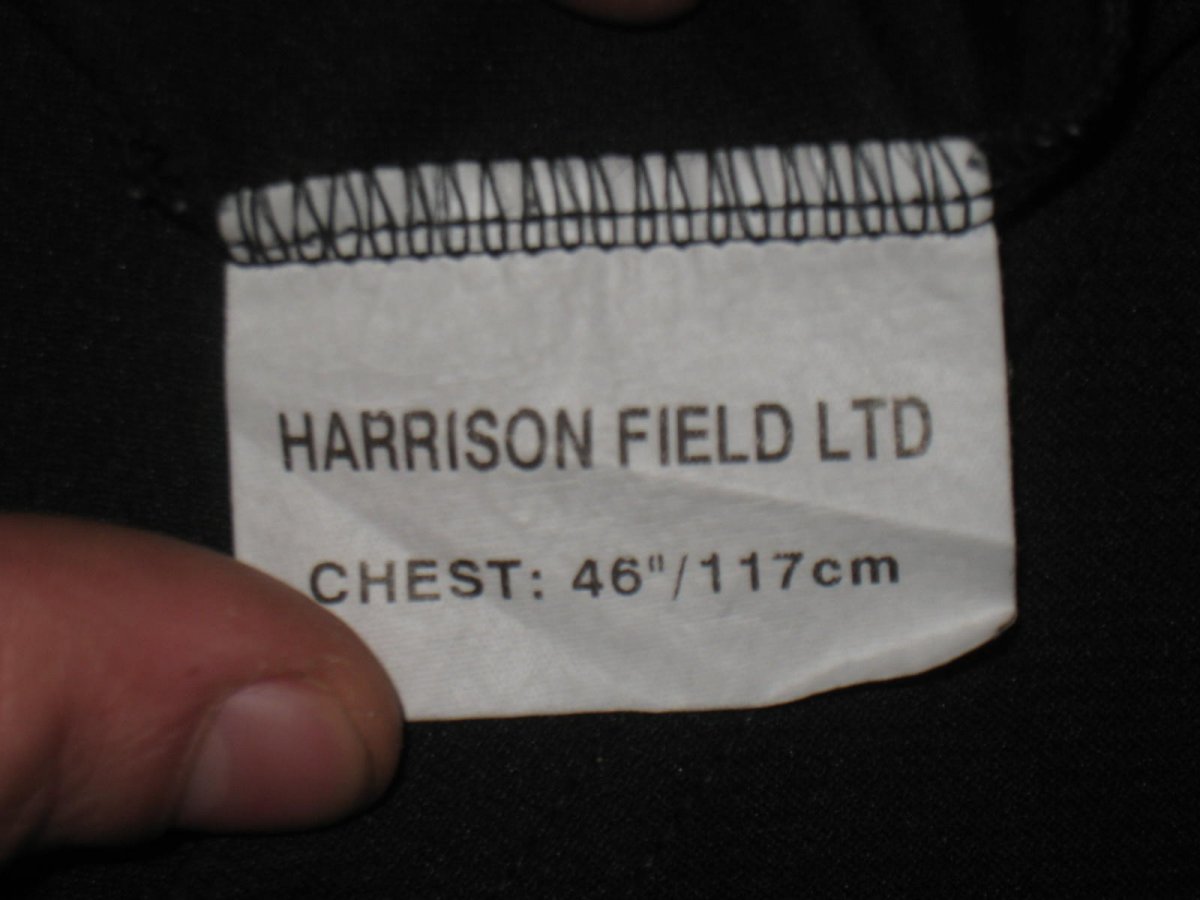 HARRISON FIELD LTD
CHEST: 46"/117cm